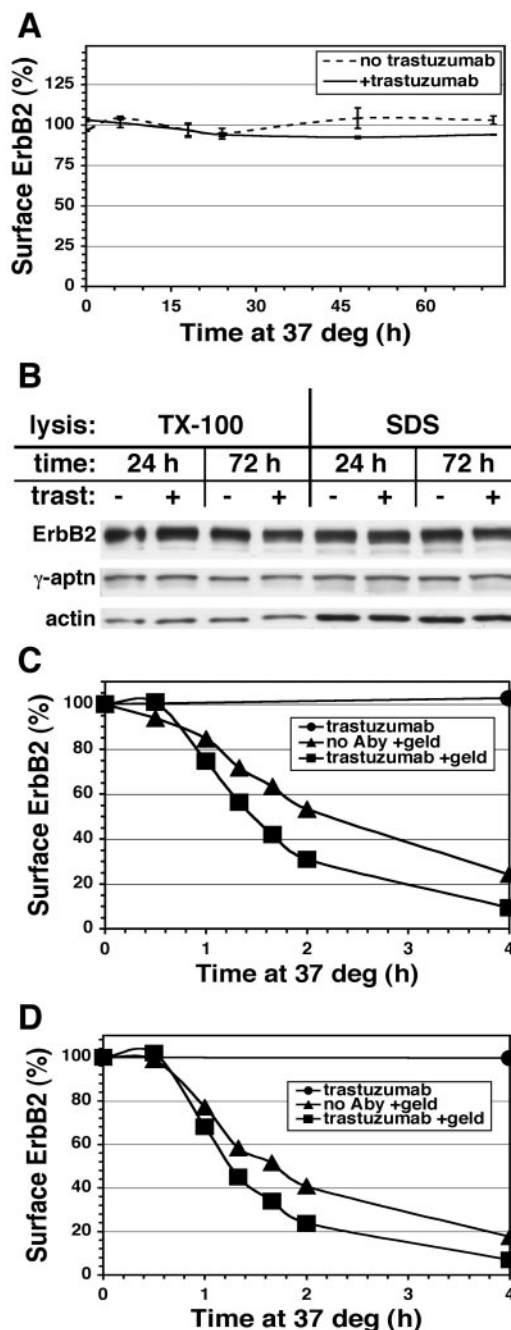 A
Surface ErbB2 (%)
125
100
75
50
25
0
no trastuzumab
+trastuzumab
0 15 30 45 60
Time at 37 deg (h)
B
lysis: TX-100 SDS
time: 24 h 72 h 24 h 72 h
trast: - + - + - + - +
ErbB2
γ-aptn
actin
C
Surface ErbB2 (%)
100
80
60
40
20
0
trastuzumab
no Aby +geld
trastuzumab +geld
0 1 2 3 4
Time at 37 deg (h)
D
Surface ErbB2 (%)
100
80
60
40
20
0
trastuzumab
no Aby +geld
trastuzumab +geld
0 1 2 3 4
Time at 37 deg (h)